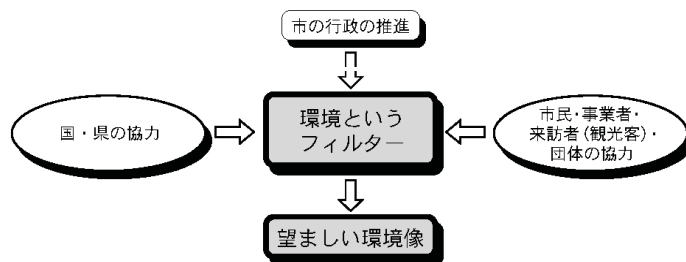 市の行政の推進
国・県の協力
環境という
フィルター
市民・事業者・
来訪者(観光客)・
団体の協力
望ましい環境像